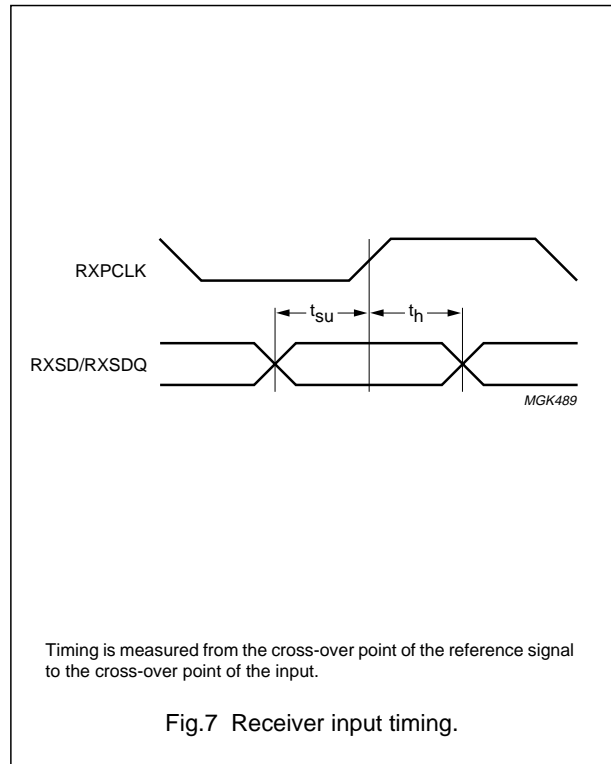 RXPCLK
tsu
th
RXSD/RXSDQ
MGK489
Timing is measured from the cross-over point of the reference signal
to the cross-over point of the input.
Fig.7 Receiver input timing.